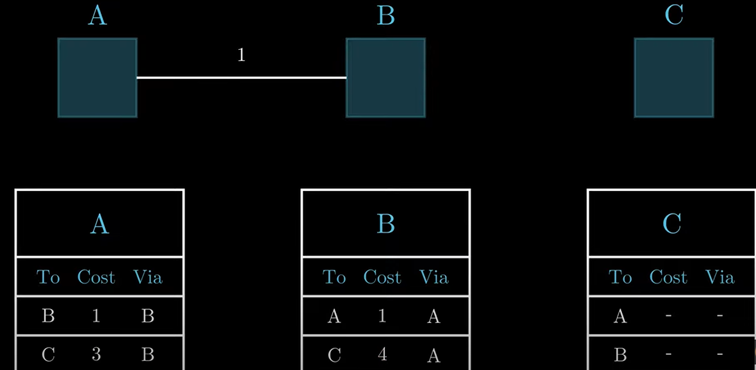 A B C
1
A B C
To Cost Via To Cost Via To Cost Via
B 1 B A 1 A A - -
C 3 B C 4 A B - -